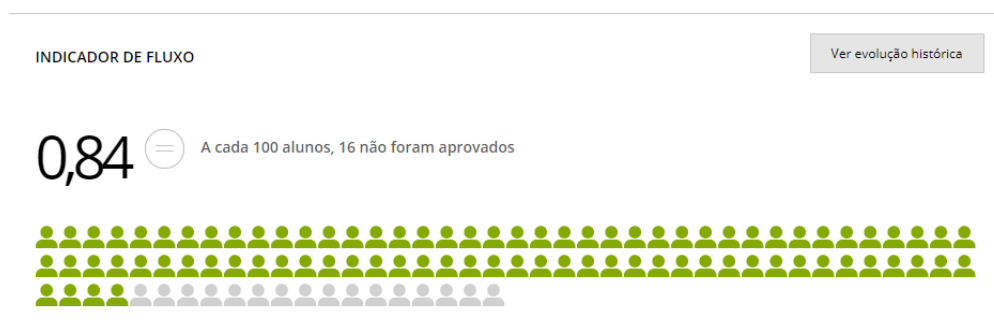 INDICADOR DE FLUXO
Ver evolução histórica
0,84 = A cada 100 alunos, 16 não foram aprovados